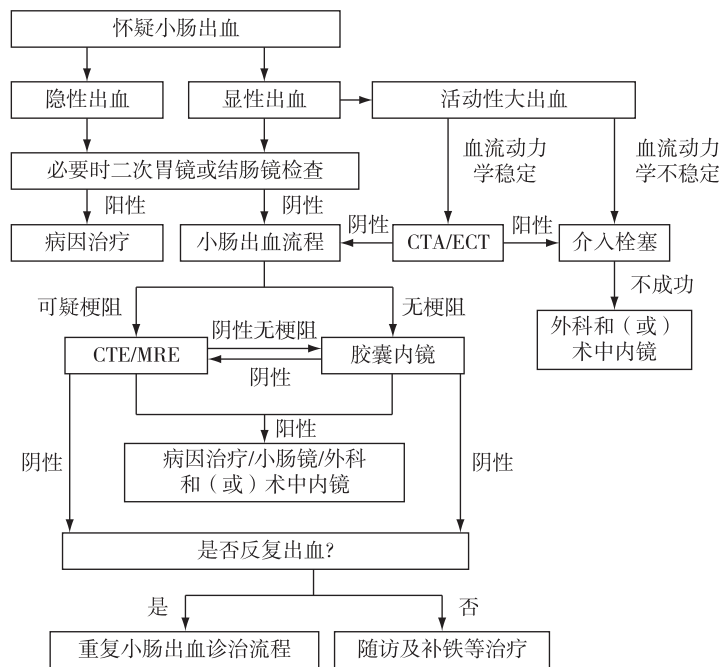 怀疑小肠出血
隐性出血
显性出血
活动性大出血
血流动力
学稳定
血流动力
学不稳定
必要时二次胃镜或结肠镜检查
阳性
阴性
病因治疗
小肠出血流程
阴性
CTA/ECT
阳性
介入栓塞
不成功
外科和（或）
术中内镜
可疑梗阻
无梗阻
CTE/MRE
阴性无梗阻
阴性
胶囊内镜
阳性
病因治疗/小肠镜/外科
和（或）术中内镜
阴性
阴性
是否反复出血?
是
否
重复小肠出血诊治流程
随访及补铁等治疗